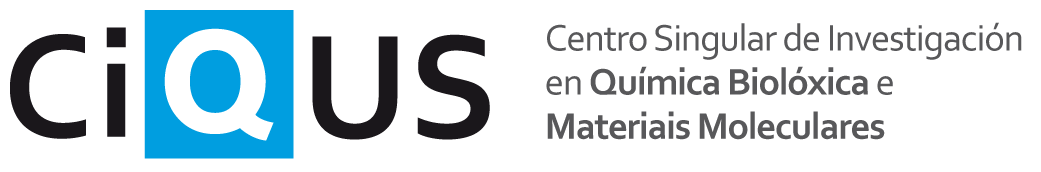 CiQUS
Centro Singular de Investigación
en Química Biolóxica e
Materiais Moleculares